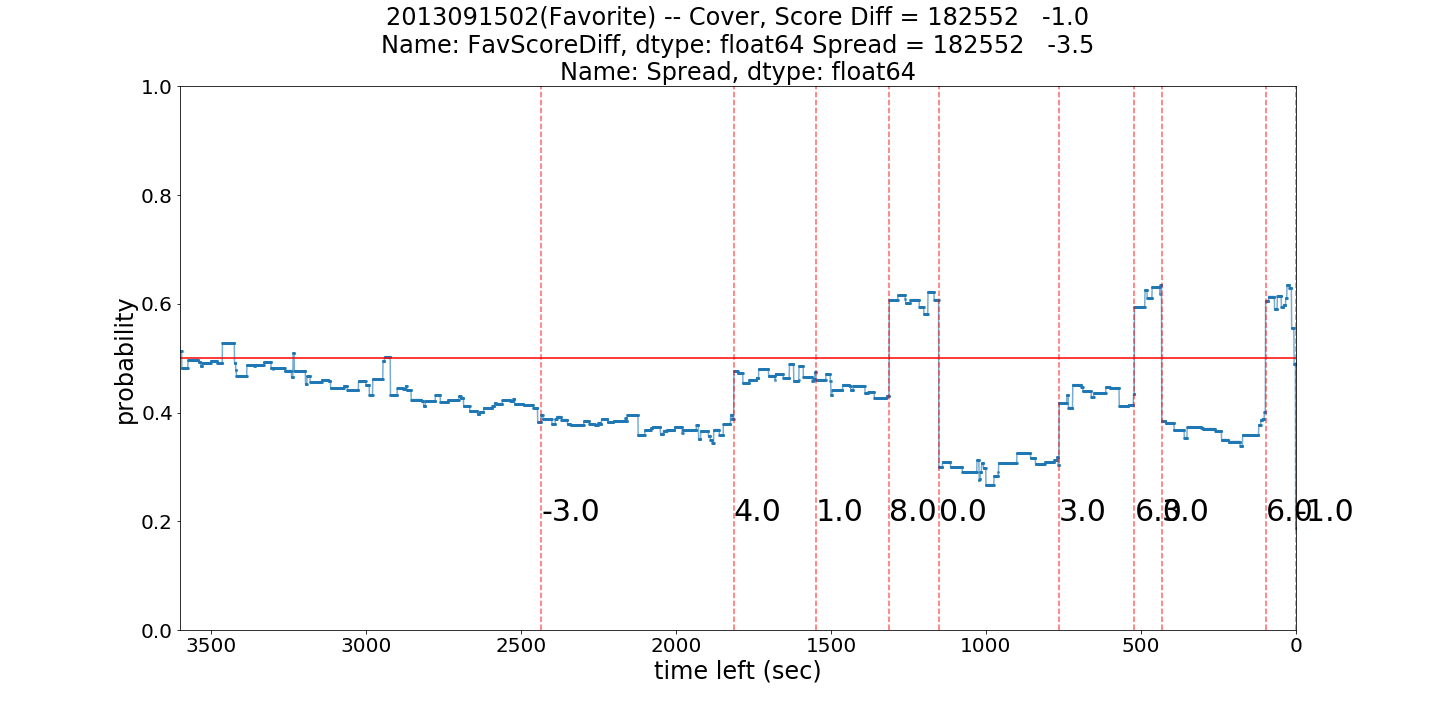 2013091502(Favorite) -- Cover, Score Diff = 182552   -1.0
Name: FavScoreDiff, dtype: float64 Spread = 182552   -3.5
Name: Spread, dtype: float64
1.0
0.8
0.6
0.4
0.2
0.0
probability
-3.0 4.0 1.0 8.0 0.0 3.0 6.0 3.0 6.0 -1.0
3500 3000 2500 2000 1500 1000 500 0
time left (sec)